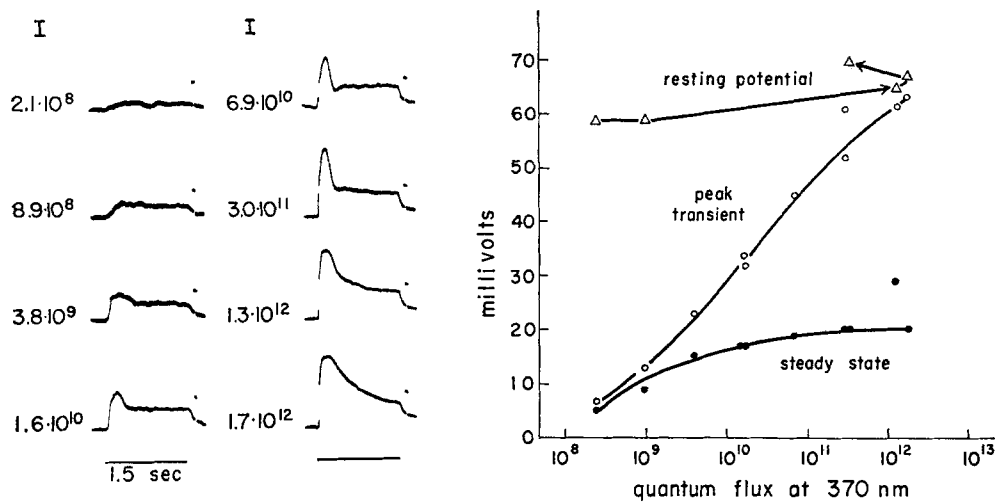 I
2.1·10⁸
8.9·10⁸
3.8·10⁹
1.6·10¹⁰
1.5 sec
I
6.9·10¹⁰
3.0·10¹¹
1.3·10¹²
1.7·10¹²
millivolts
70
60
50
40
30
20
10
0
resting potential
peak
transient
steady state
10⁸ 10⁹ 10¹⁰ 10¹¹ 10¹² 10¹³
quantum flux at 370 nm